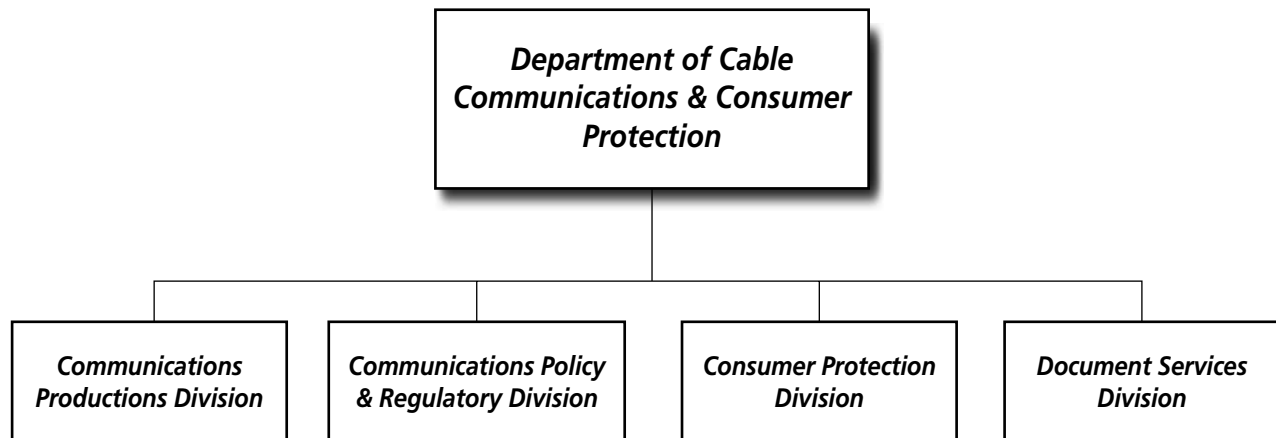 Department of Cable
Communications & Consumer
Protection
Communications
Productions Division
Communications Policy
& Regulatory Division
Consumer Protection
Division
Document Services
Division